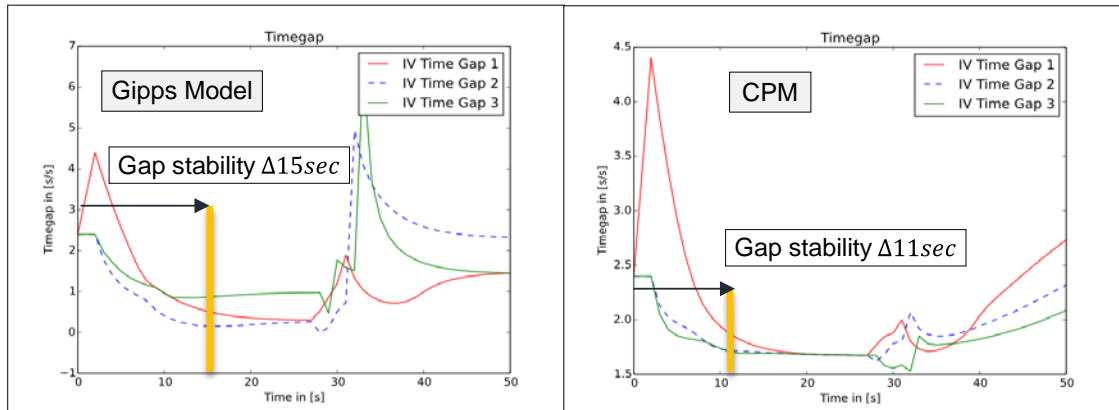 Timegap
IV Time Gap 1
IV Time Gap 2
IV Time Gap 3
Gipps Model
Gap stability Δ15sec
Timegap in [s/s]
7
6
5
4
3
2
1
0
−1
0
10
20
30
40
50
Time in [s]
Timegap
IV Time Gap 1
IV Time Gap 2
IV Time Gap 3
CPM
Gap stability Δ11sec
Timegap in [s/s]
4.5
4.0
3.5
3.0
2.5
2.0
1.5
0
10
20
30
40
50
Time in [s]